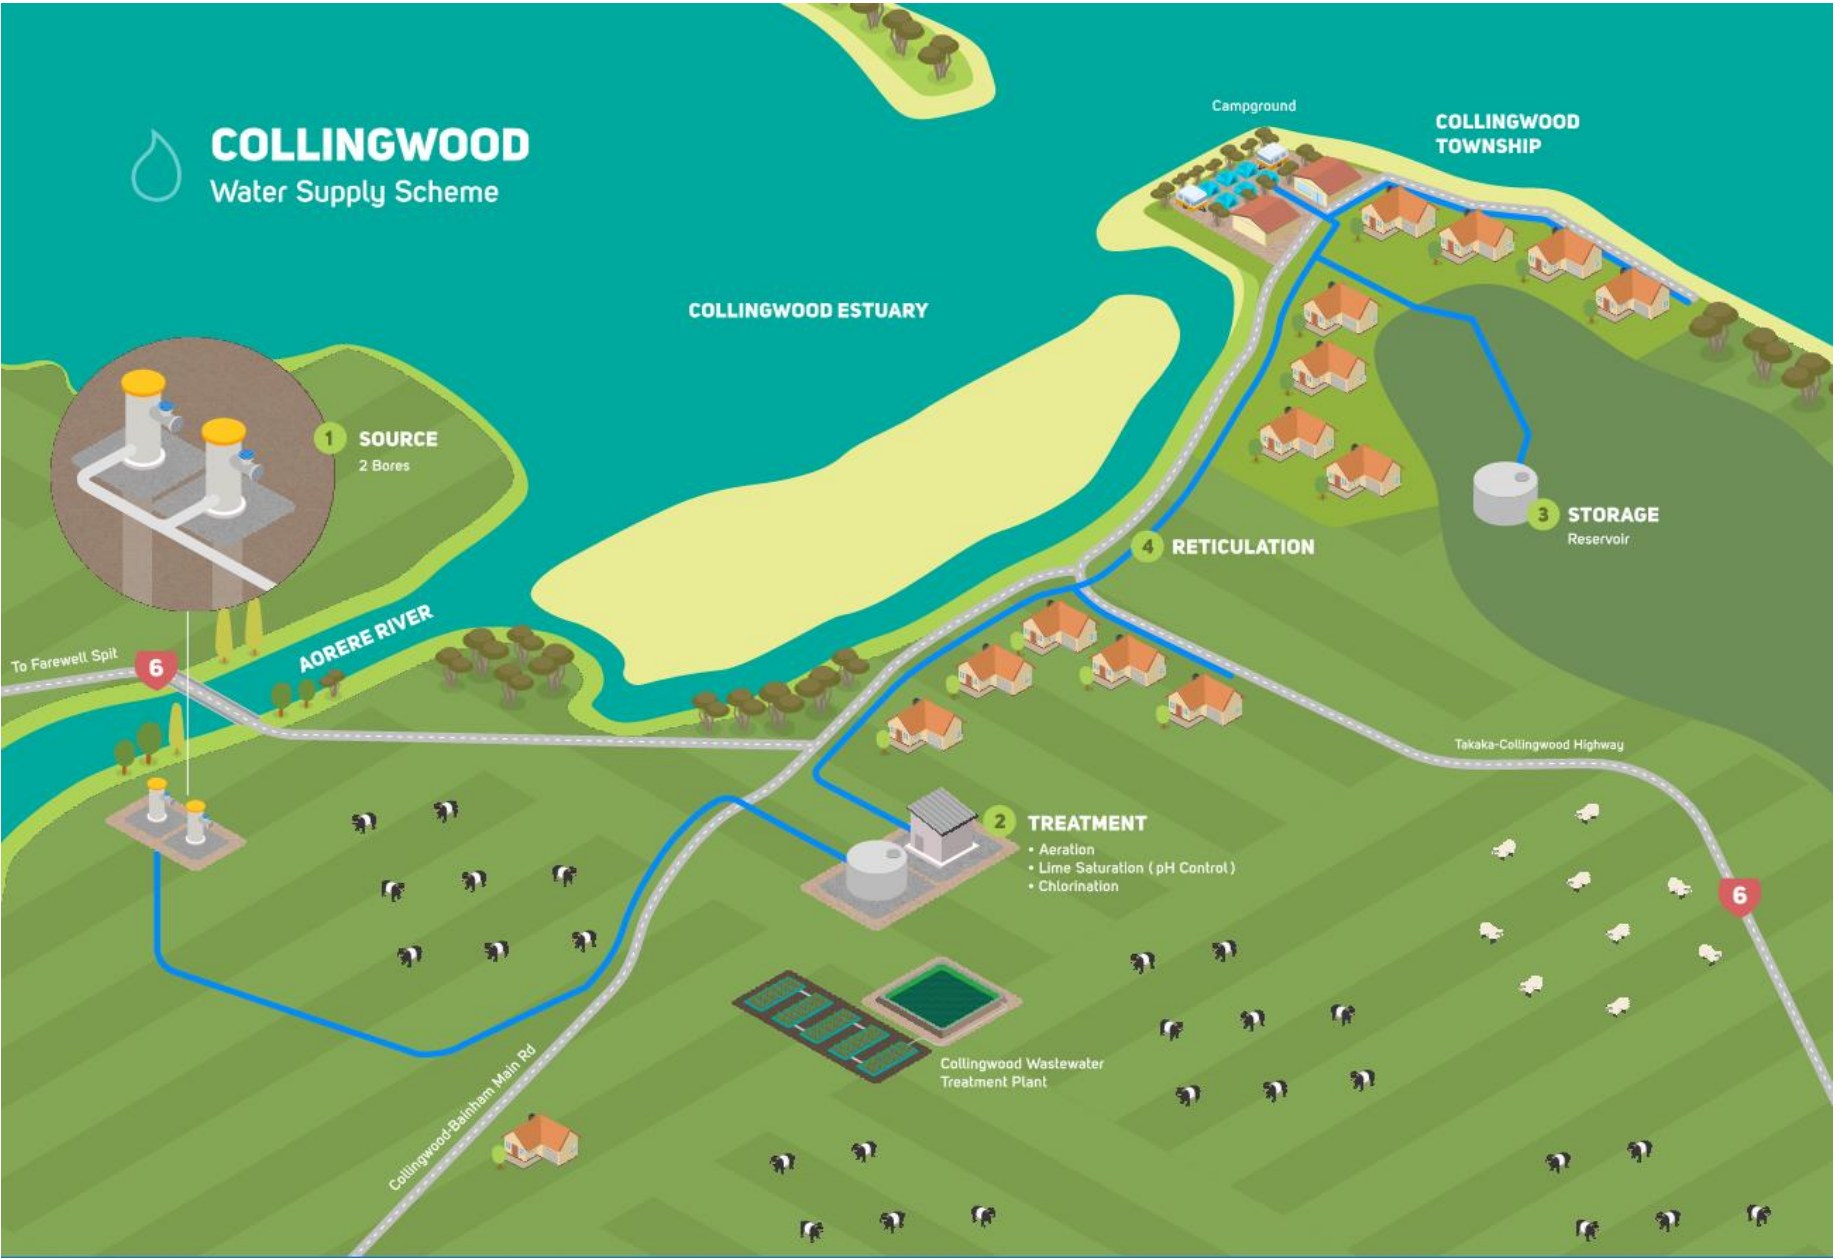 COLLINGWOOD
Water Supply Scheme
Campground
COLLINGWOOD
TOWNSHIP
COLLINGWOOD ESTUARY
1 SOURCE
2 Bores
3 STORAGE
Reservoir
4 RETICULATION
AORERE RIVER
To Farewell Spit
6
Takaka-Collingwood Highway
2 TREATMENT
• Aeration
• Lime Saturation (pH Control)
• Chlorination
6
Collingwood Wastewater
Treatment Plant
Collingwood-Bainham Main Rd